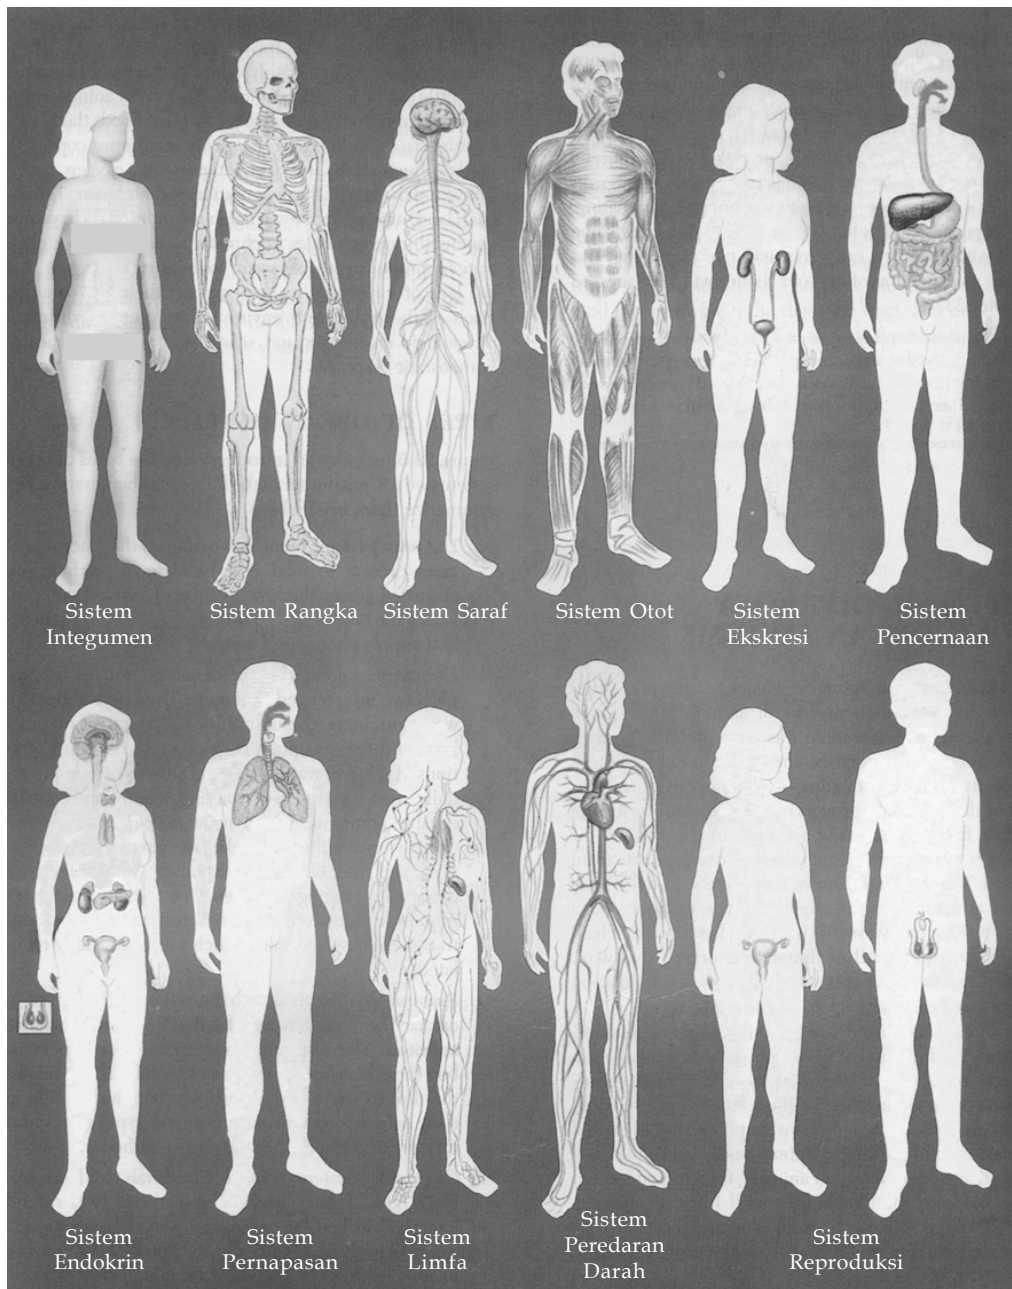 Sistem
Integumen
Sistem Rangka
Sistem Saraf
Sistem Otot
Sistem
Ekskresi
Sistem
Pencernaan
Sistem
Endokrin
Sistem
Pernapasan
Sistem
Limfa
Sistem
Peredaran
Darah
Sistem
Reproduksi